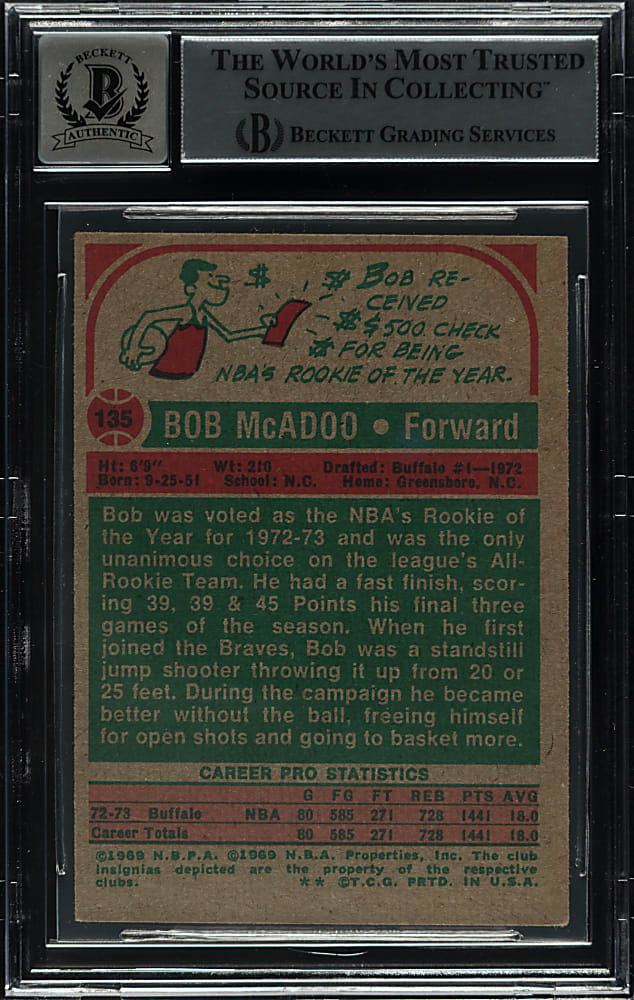 BECKETT
B
AUTHENTIC
THE WORLD'S MOST TRUSTED
SOURCE IN COLLECTING™
B BECKETT GRADING SERVICES
$ $ BOB RE-
CEIVED
$ $500 CHECK
$ FOR BEING
NBA'S ROOKIE OF THE YEAR.
135
BOB McADOO • Forward
Ht: 6'9" Wt: 210 Drafted: Buffalo #1—1972
Born: 9-25-51 School: N.C. Home: Greensboro, N.C.
Bob was voted as the NBA's Rookie of
the Year for 1972-73 and was the only
unanimous choice on the league's All-
Rookie Team. He had a fast finish, scor-
ing 39, 39 & 45 Points his final three
games of the season. When he first
joined the Braves, Bob was a standstill
jump shooter throwing it up from 20 or
25 feet. During the campaign he became
better without the ball, freeing himself
for open shots and going to basket more.
CAREER PRO STATISTICS
G FG FT REB PTS AVG
72-73 Buffalo NBA 80 585 271 728 1441 18.0
Career Totals 80 585 271 728 1441 18.0
©1969 N.B.P.A. ©1969 N.B.A. Properties, Inc. The club
insignias depicted are the property of the respective
clubs. ** ©T.C.G. PRTD. IN U.S.A.